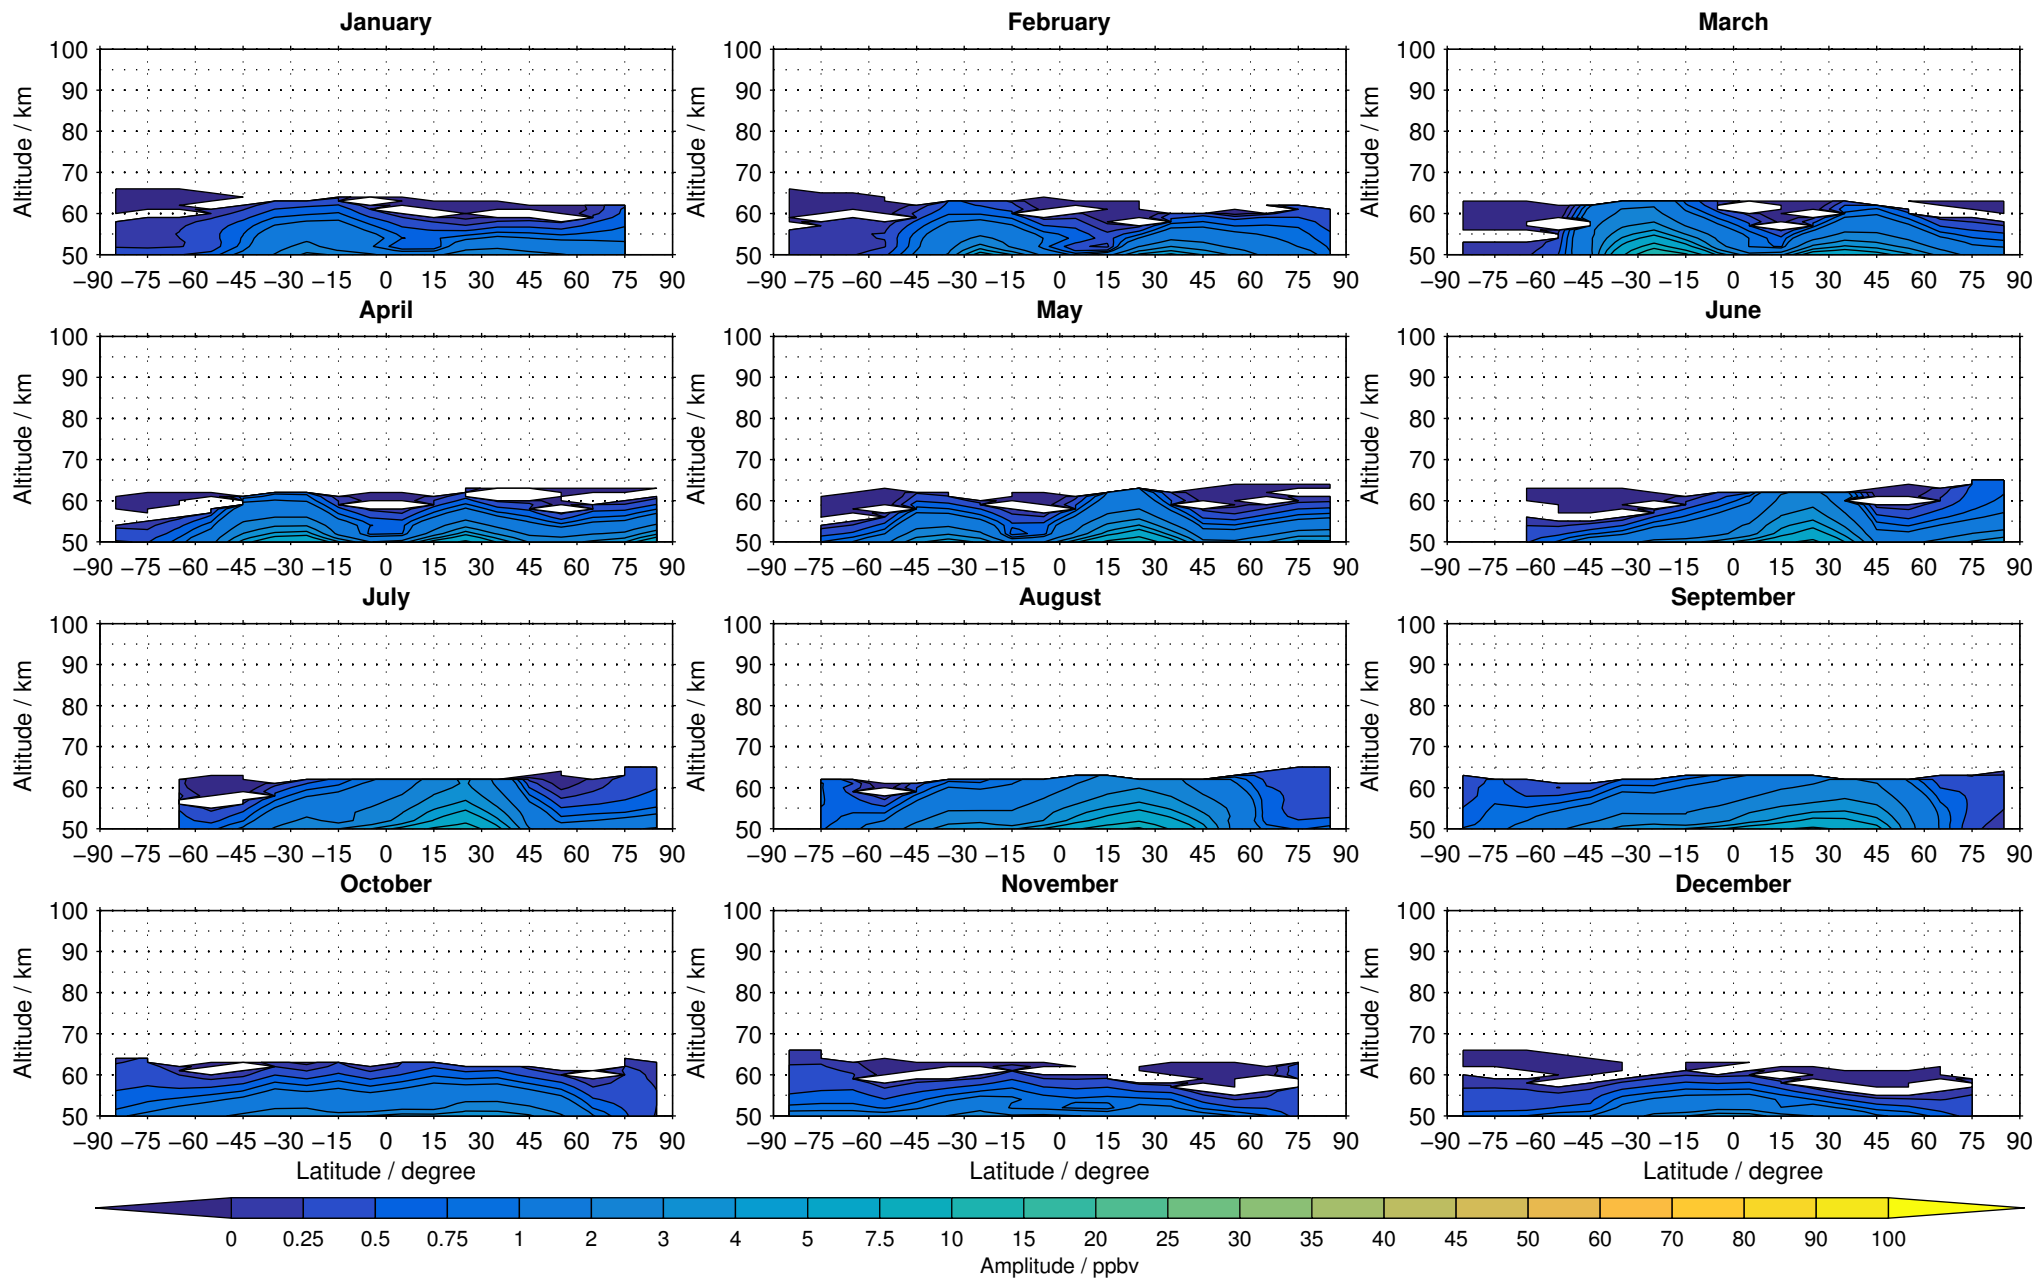 January February March
100 100 100
90 90 90
80 80 80
70 70 70
60 60 60
50 50 50
Altitude / km Altitude / km Altitude / km
−90 −75 −60 −45 −30 −15 0 15 30 45 60 75 90 −90 −75 −60 −45 −30 −15 0 15 30 45 60 75 90 −90 −75 −60 −45 −30 −15 0 15 30 45 60 75 90
April May June
100 100 100
90 90 90
80 80 80
70 70 70
60 60 60
50 50 50
Altitude / km Altitude / km Altitude / km
−90 −75 −60 −45 −30 −15 0 15 30 45 60 75 90 −90 −75 −60 −45 −30 −15 0 15 30 45 60 75 90 −90 −75 −60 −45 −30 −15 0 15 30 45 60 75 90
July August September
100 100 100
90 90 90
80 80 80
70 70 70
60 60 60
50 50 50
Altitude / km Altitude / km Altitude / km
−90 −75 −60 −45 −30 −15 0 15 30 45 60 75 90 −90 −75 −60 −45 −30 −15 0 15 30 45 60 75 90 −90 −75 −60 −45 −30 −15 0 15 30 45 60 75 90
October November December
100 100 100
90 90 90
80 80 80
70 70 70
60 60 60
50 50 50
Altitude / km Altitude / km Altitude / km
−90 −75 −60 −45 −30 −15 0 15 30 45 60 75 90 −90 −75 −60 −45 −30 −15 0 15 30 45 60 75 90 −90 −75 −60 −45 −30 −15 0 15 30 45 60 75 90
Latitude / degree Latitude / degree Latitude / degree
0 0.25 0.5 0.75 1 2 3 4 5 7.5 10 15 20 25 30 35 40 45 50 60 70 80 90 100
Amplitude / ppbv